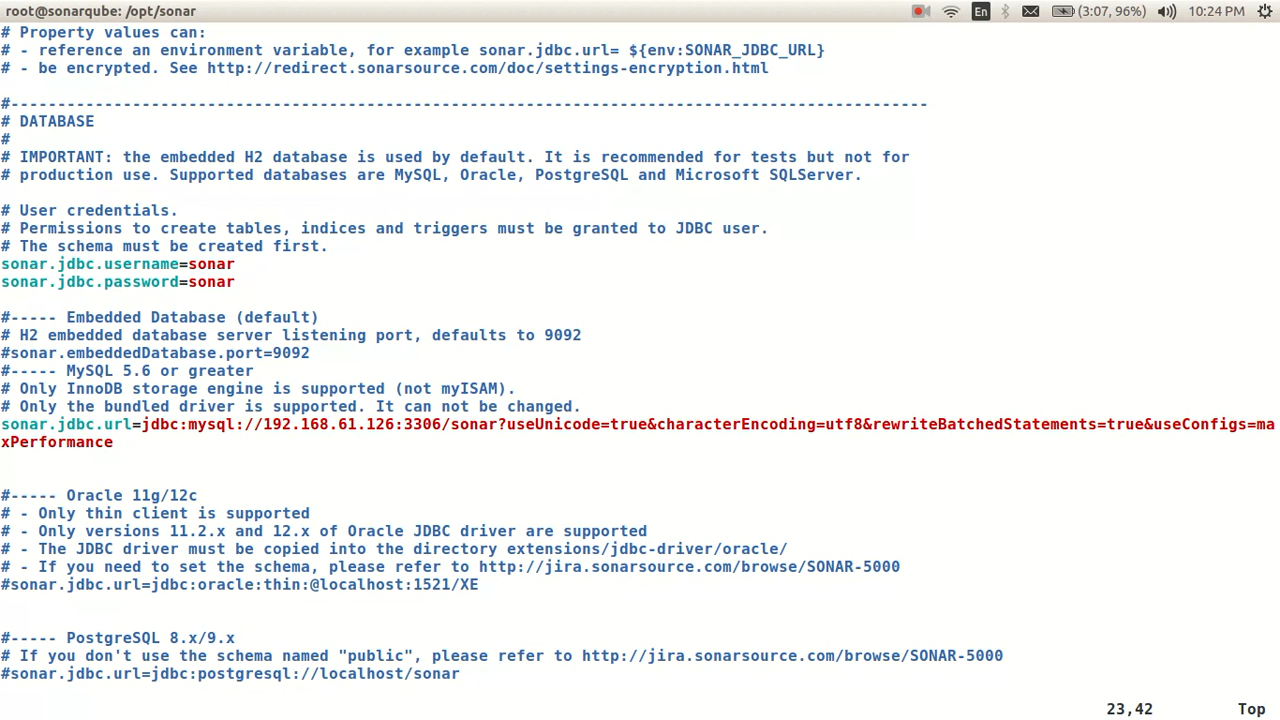 root@sonarqube: /opt/sonar
En
(3:07, 96%)
10:24 PM
# Property values can:
# - reference an environment variable, for example sonar.jdbc.url= ${env:SONAR_JDBC_URL}
# - be encrypted. See http://redirect.sonarsource.com/doc/settings-encryption.html
#--------------------------------------------------------------------------------------------------
# DATABASE
#
# IMPORTANT: the embedded H2 database is used by default. It is recommended for tests but not for
# production use. Supported databases are MySQL, Oracle, PostgreSQL and Microsoft SQLServer.
# User credentials.
# Permissions to create tables, indices and triggers must be granted to JDBC user.
# The schema must be created first.
sonar.jdbc.username=sonar
sonar.jdbc.password=sonar
#----- Embedded Database (default)
# H2 embedded database server listening port, defaults to 9092
#sonar.embeddedDatabase.port=9092
#----- MySQL 5.6 or greater
# Only InnoDB storage engine is supported (not myISAM).
# Only the bundled driver is supported. It can not be changed.
sonar.jdbc.url=jdbc:mysql://192.168.61.126:3306/sonar?useUnicode=true&characterEncoding=utf8&rewriteBatchedStatements=true&useConfigs=ma
xPerformance
#----- Oracle 11g/12c
# - Only thin client is supported
# - Only versions 11.2.x and 12.x of Oracle JDBC driver are supported
# - The JDBC driver must be copied into the directory extensions/jdbc-driver/oracle/
# - If you need to set the schema, please refer to http://jira.sonarsource.com/browse/SONAR-5000
#sonar.jdbc.url=jdbc:oracle:thin:@localhost:1521/XE
#----- PostgreSQL 8.x/9.x
# If you don't use the schema named "public", please refer to http://jira.sonarsource.com/browse/SONAR-5000
#sonar.jdbc.url=jdbc:postgresql://localhost/sonar
23,42
Top